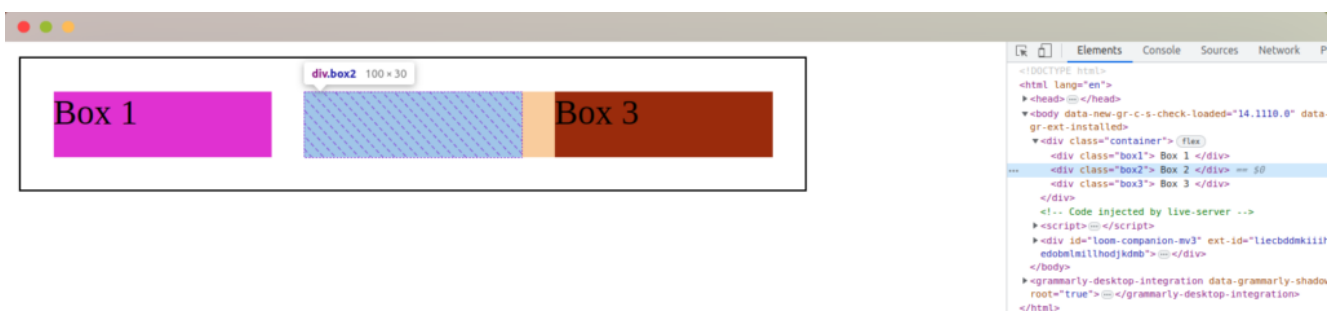 Elements Console Sources Network P
div.box2 100 × 30
Box 1
Box 3
<!DOCTYPE html>
<html lang="en">
▶<head>…</head>
▼<body data-new-gr-c-s-check-loaded="14.1110.0" data-
gr-ext-installed>
▼<div class="container"> flex
<div class="box1"> Box 1 </div>
... <div class="box2"> Box 2 </div> == $0
<div class="box3"> Box 3 </div>
</div>
<!-- Code injected by live-server -->
▶<script>…</script>
▶<div id="loom-companion-mv3" ext-id="liecbddmkiiih
edobmlmillhodjkdmb">…</div>
</body>
▶<grammarly-desktop-integration data-grammarly-shadow
root="true">…</grammarly-desktop-integration>
</html>